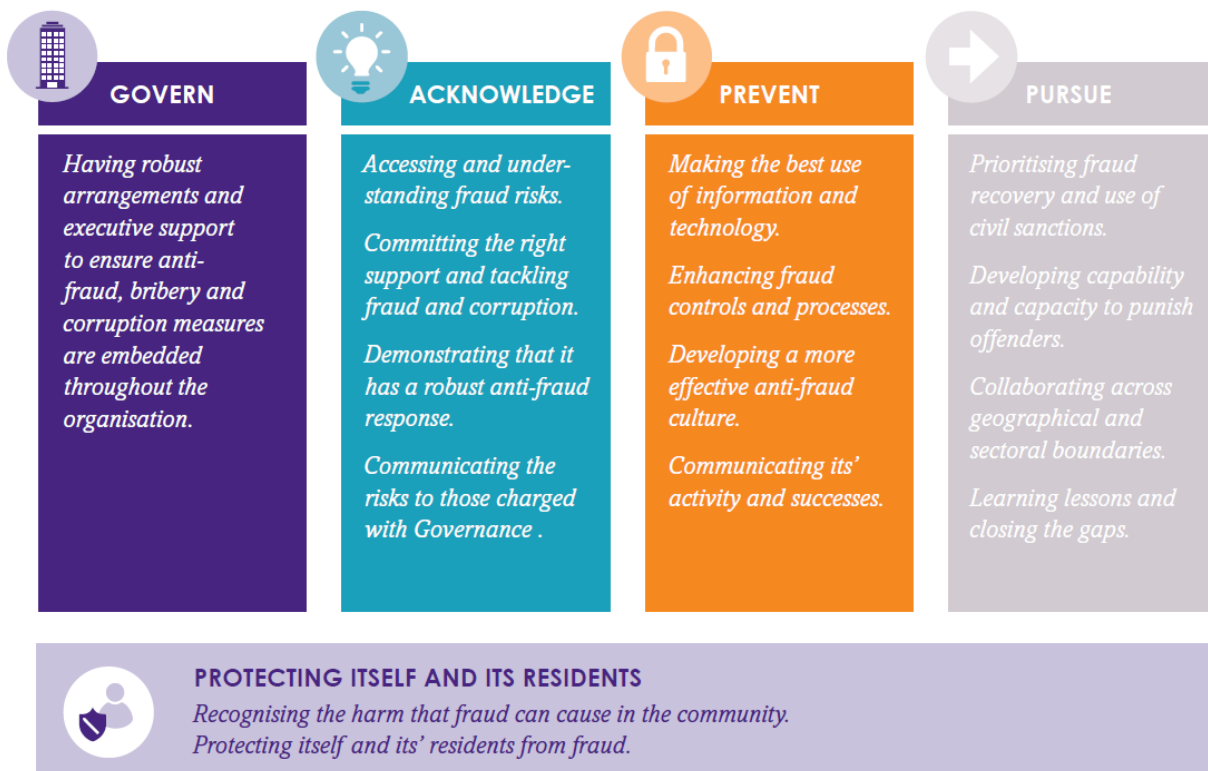 GOVERN
Having robust
arrangements and
executive support
to ensure anti-
fraud, bribery and
corruption measures
are embedded
throughout the
organisation.
ACKNOWLEDGE
Accessing and under-
standing fraud risks.
Committing the right
support and tackling
fraud and corruption.
Demonstrating that it
has a robust anti-fraud
response.
Communicating the
risks to those charged
with Governance .
PREVENT
Making the best use
of information and
technology.
Enhancing fraud
controls and processes.
Developing a more
effective anti-fraud
culture.
Communicating its’
activity and successes.
PURSUE
Prioritising fraud
recovery and use of
civil sanctions.
Developing capability
and capacity to punish
offenders.
Collaborating across
geographical and
sectoral boundaries.
Learning lessons and
closing the gaps.
PROTECTING ITSELF AND ITS RESIDENTS
Recognising the harm that fraud can cause in the community.
Protecting itself and its’ residents from fraud.